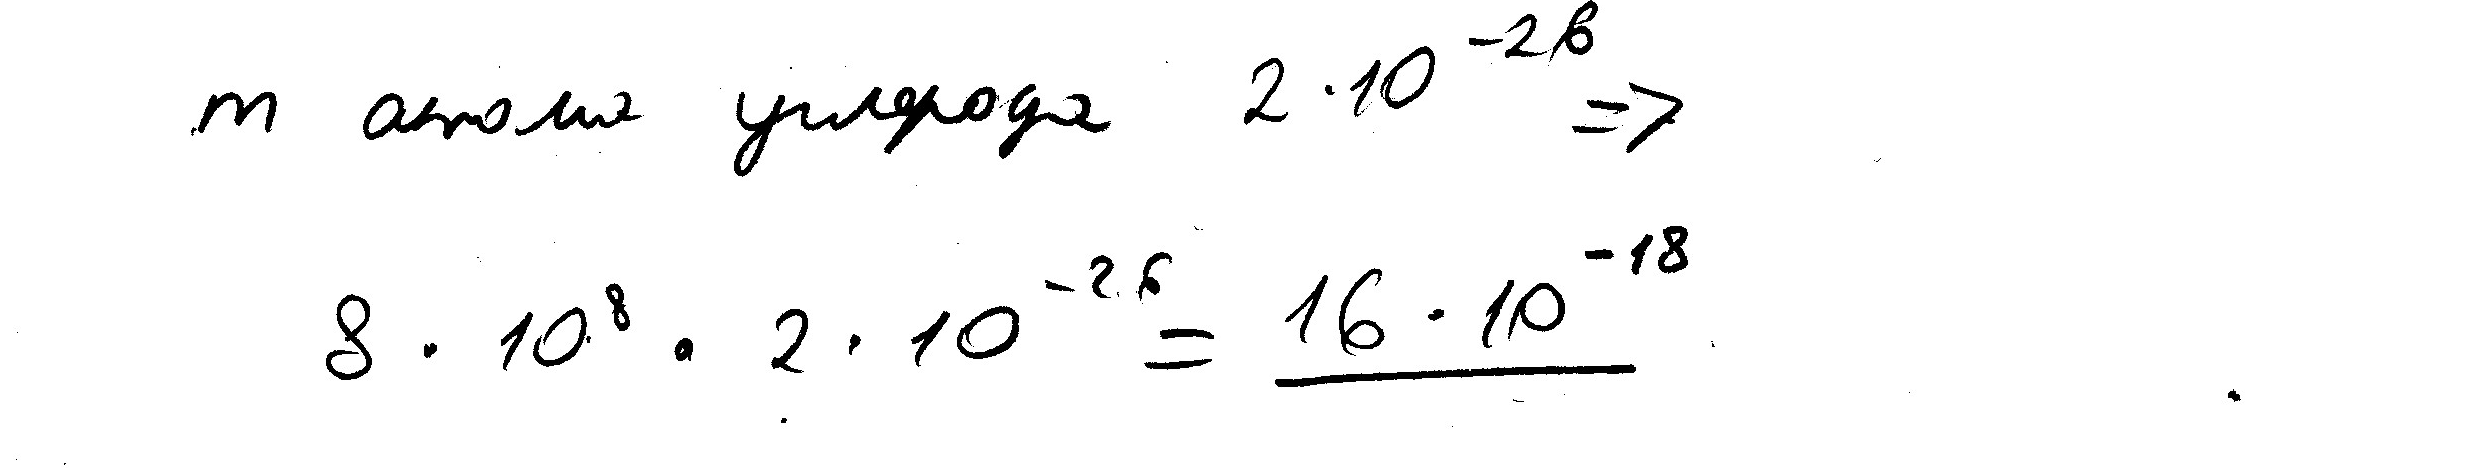 m атома углерода 2·10⁻²⁶ =>
8·10⁸·2·10⁻²⁶ = 16·10⁻¹⁸